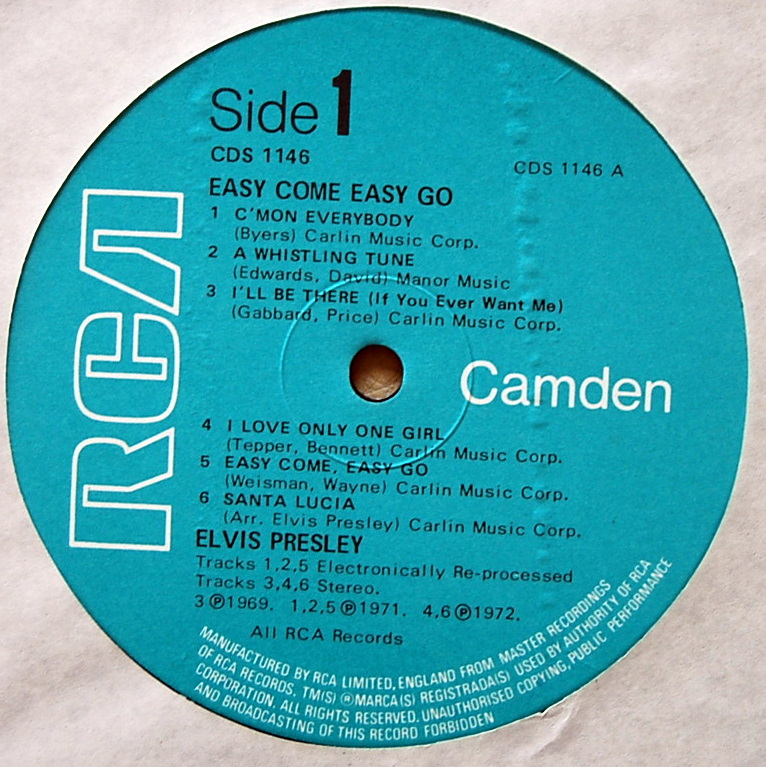 Side 1
CDS 1146
CDS 1146 A
EASY COME EASY GO
1 C'MON EVERYBODY
(Byers) Carlin Music Corp.
2 A WHISTLING TUNE
(Edwards, David) Manor Music
3 I'LL BE THERE (If You Ever Want Me)
(Gabbard, Price) Carlin Music Corp.
RCA
Camden
4 I LOVE ONLY ONE GIRL
(Tepper, Bennett) Carlin Music Corp.
5 EASY COME, EASY GO
(Weisman, Wayne) Carlin Music Corp.
6 SANTA LUCIA
(Arr. Elvis Presley) Carlin Music Corp.
ELVIS PRESLEY
Tracks 1,2,5 Electronically Re-processed
Tracks 3,4,6 Stereo.
3 ℗1969. 1,2,5 ℗1971. 4,6 ℗1972.
All RCA Records
MANUFACTURED BY RCA LIMITED, ENGLAND FROM MASTER RECORDINGS
OF RCA RECORDS, TM(S) ® MARCA(S) REGISTRADA(S) USED BY AUTHORITY OF RCA
CORPORATION, ALL RIGHTS RESERVED. UNAUTHORISED COPYING, PUBLIC PERFORMANCE
AND BROADCASTING OF THIS RECORD FORBIDDEN